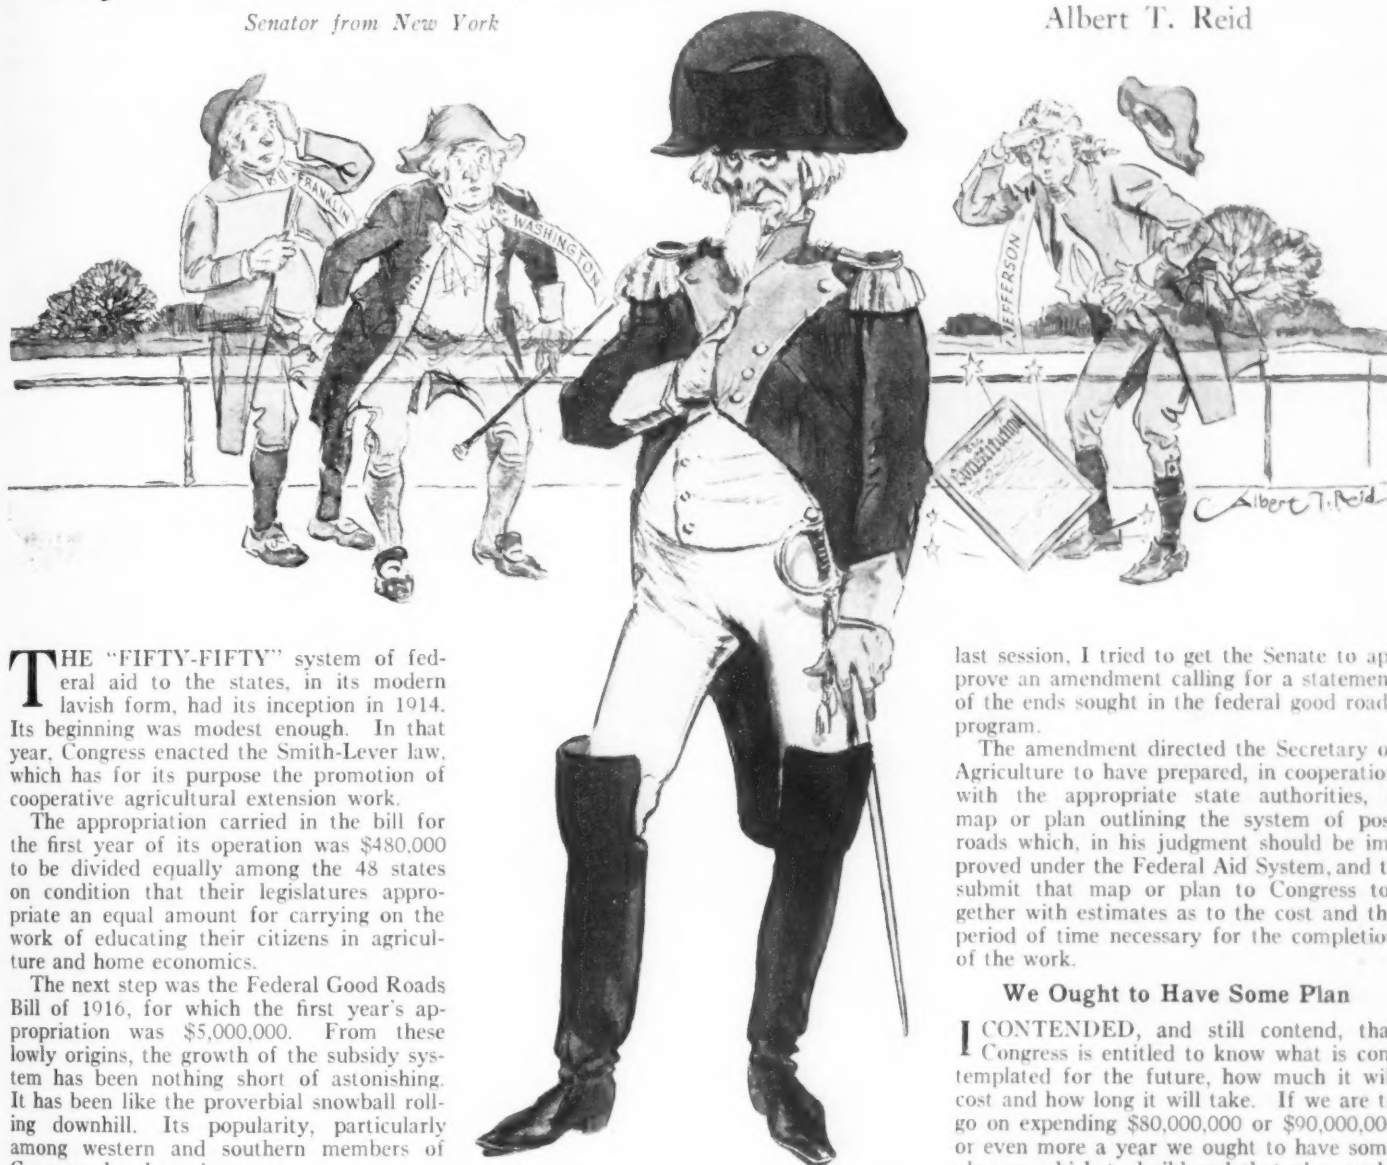 Senator from New York
Albert T. Reid
FRANKLIN
WASHINGTON
JEFFERSON
Constitution
Albert T. Reid
THE "FIFTY-FIFTY" system of fed-
eral aid to the states, in its modern
lavish form, had its inception in 1914.
Its beginning was modest enough. In that
year, Congress enacted the Smith-Lever law,
which has for its purpose the promotion of
cooperative agricultural extension work.
The appropriation carried in the bill for
the first year of its operation was $480,000
to be divided equally among the 48 states
on condition that their legislatures appro-
priate an equal amount for carrying on the
work of educating their citizens in agricul-
ture and home economics.
The next step was the Federal Good Roads
Bill of 1916, for which the first year's ap-
propriation was $5,000,000. From these
lowly origins, the growth of the subsidy sys-
tem has been nothing short of astonishing.
It has been like the proverbial snowball roll-
ing downhill. Its popularity, particularly
among western and southern members of
last session, I tried to get the Senate to ap
prove an amendment calling for a statemen
of the ends sought in the federal good road
program.
The amendment directed the Secretary o
Agriculture to have prepared, in cooperatio
with the appropriate state authorities,
map or plan outlining the system of pos
roads which, in his judgment should be im
proved under the Federal Aid System, and t
submit that map or plan to Congress to
gether with estimates as to the cost and th
period of time necessary for the completio
of the work.
We Ought to Have Some Plan
I CONTENDED, and still contend, tha
Congress is entitled to know what is con
templated for the future, how much it wil
cost and how long it will take. If we are t
go on expending $80,000,000 or $90,000,00
or even more a year we ought to have som